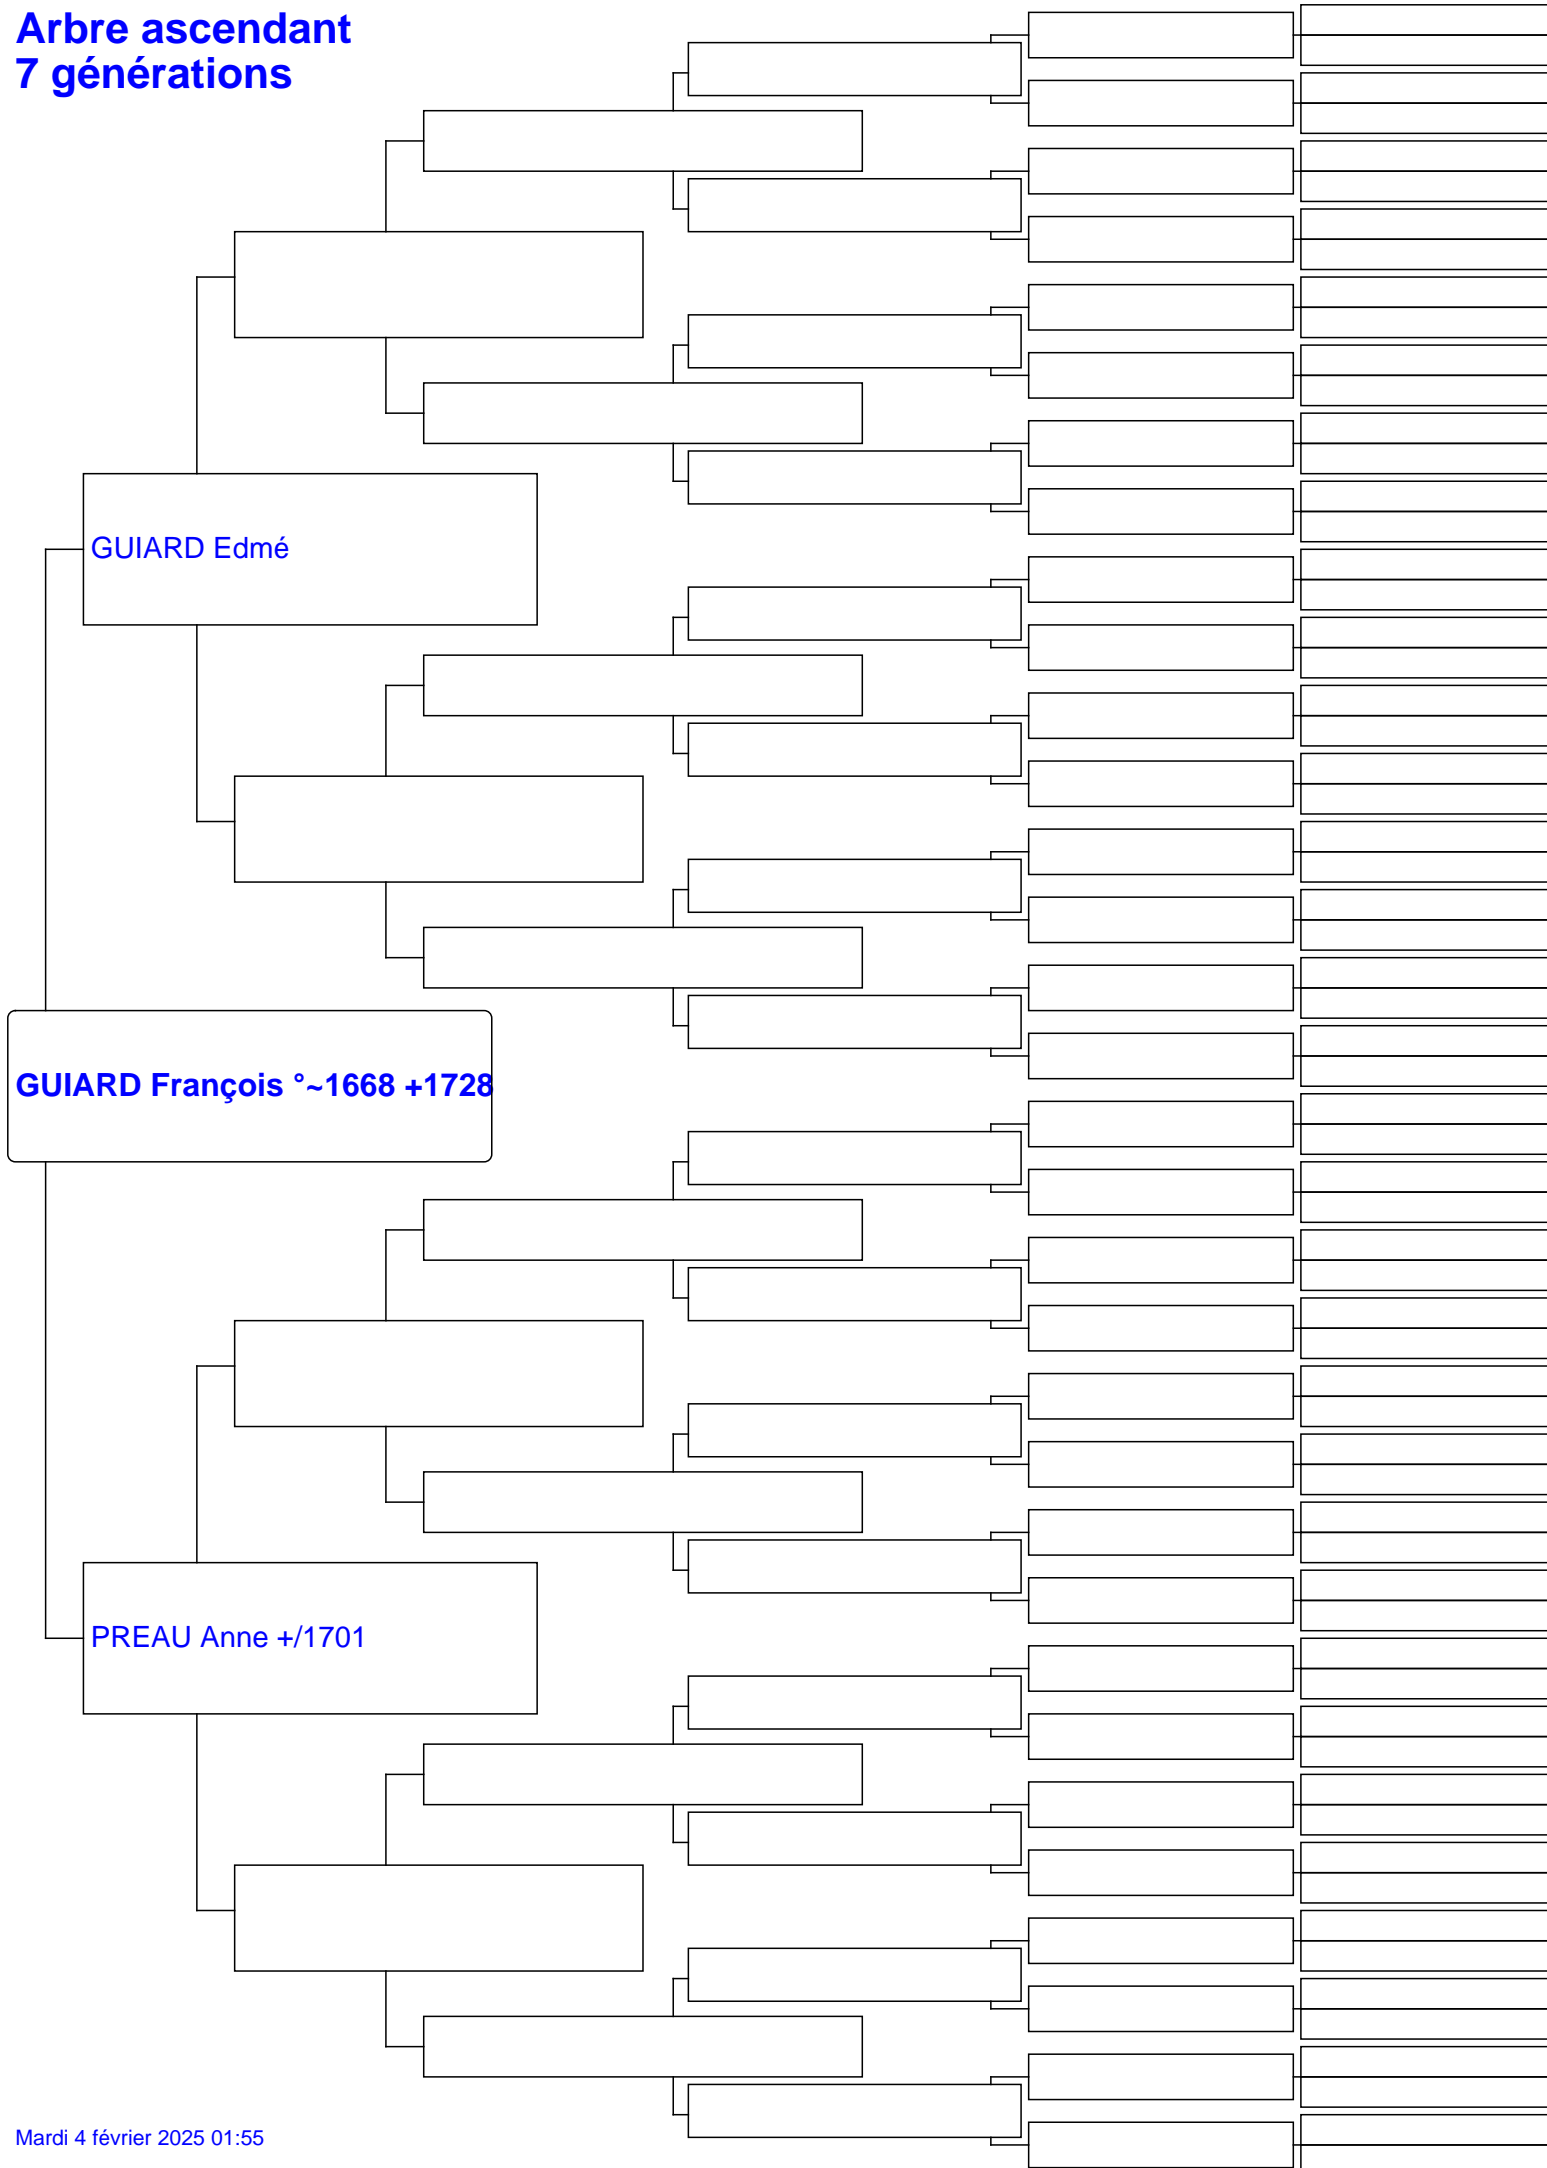 Arbre ascendant
7 générations
GUIARD Edmé
GUIARD François °~1668 +1728
PREAU Anne +/1701
Mardi 4 février 2025 01:55